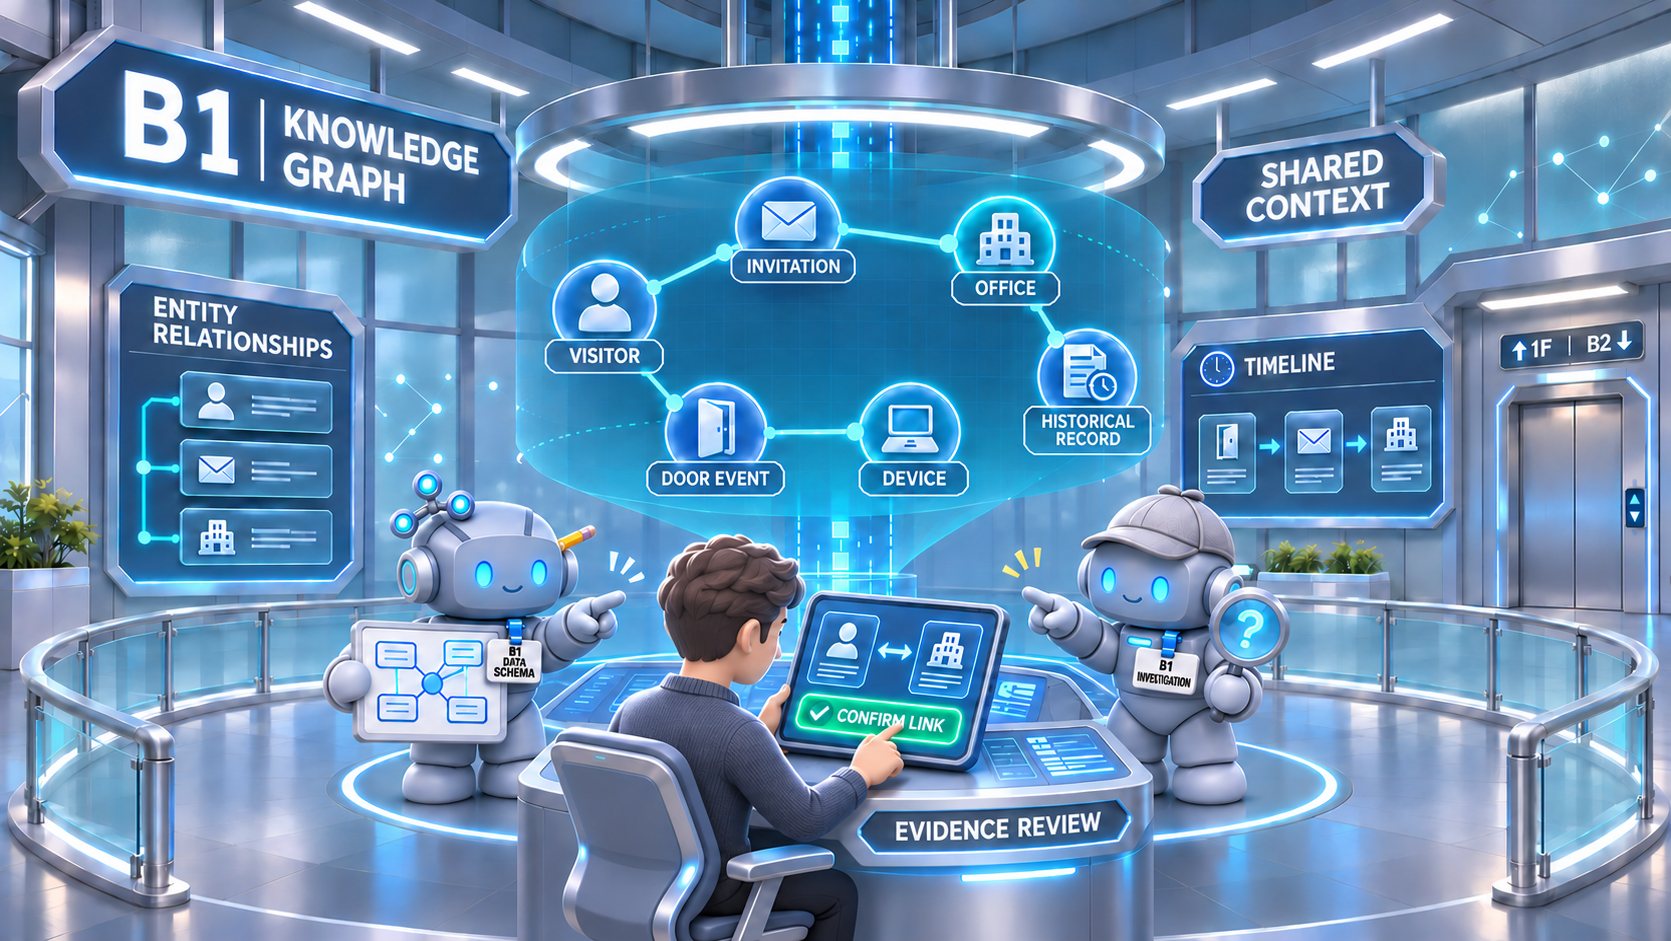 B1
KNOWLEDGE
GRAPH
SHARED
CONTEXT
ENTITY
RELATIONSHIPS
INVITATION
OFFICE
VISITOR
HISTORICAL
RECORD
DOOR EVENT
DEVICE
TIMELINE
1F | B2
B1
DATA
SCHEMA
CONFIRM LINK
?
B1
INVESTIGATION
EVIDENCE REVIEW